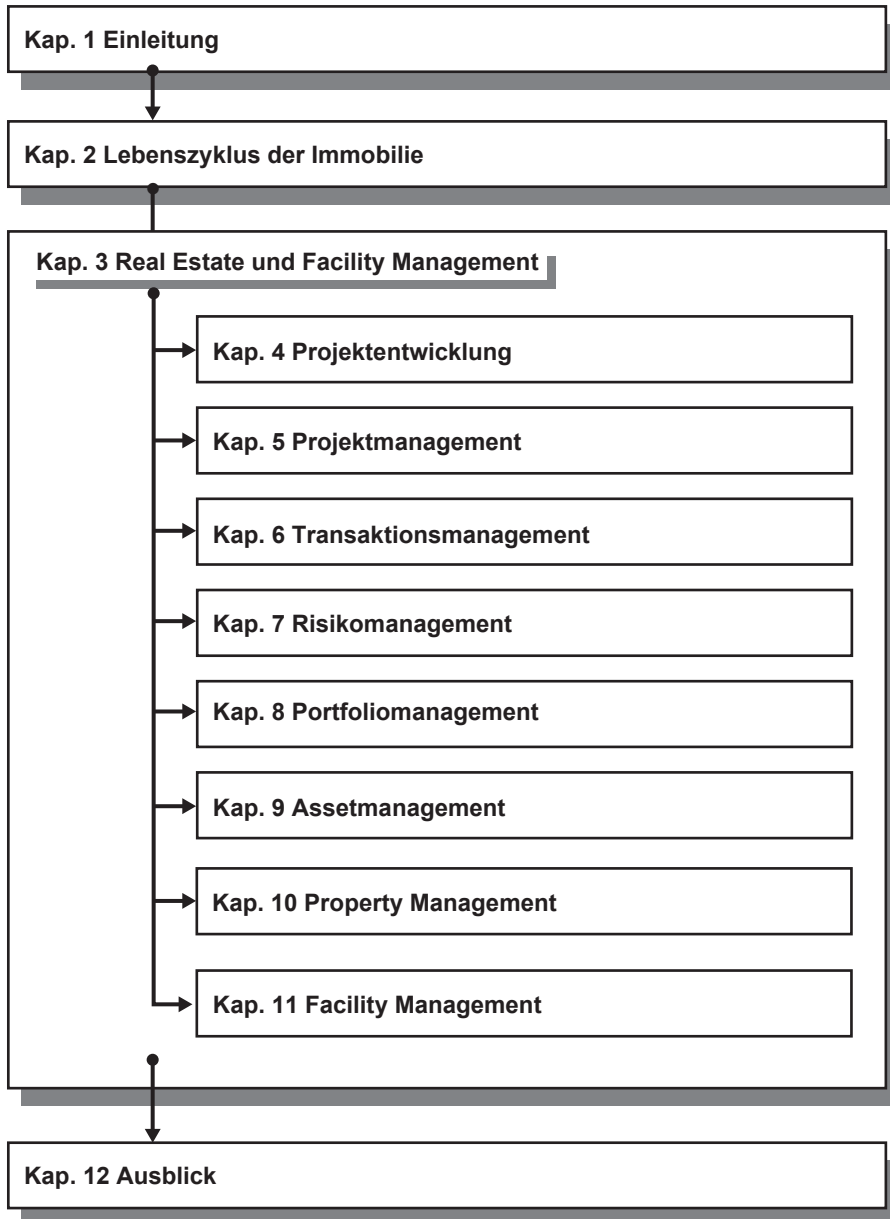 Kap. 1 Einleitung
Kap. 2 Lebenszyklus der Immobilie
Kap. 3 Real Estate und Facility Management
Kap. 4 Projektentwicklung
Kap. 5 Projektmanagement
Kap. 6 Transaktionsmanagement
Kap. 7 Risikomanagement
Kap. 8 Portfoliomanagement
Kap. 9 Assetmanagement
Kap. 10 Property Management
Kap. 11 Facility Management
Kap. 12 Ausblick